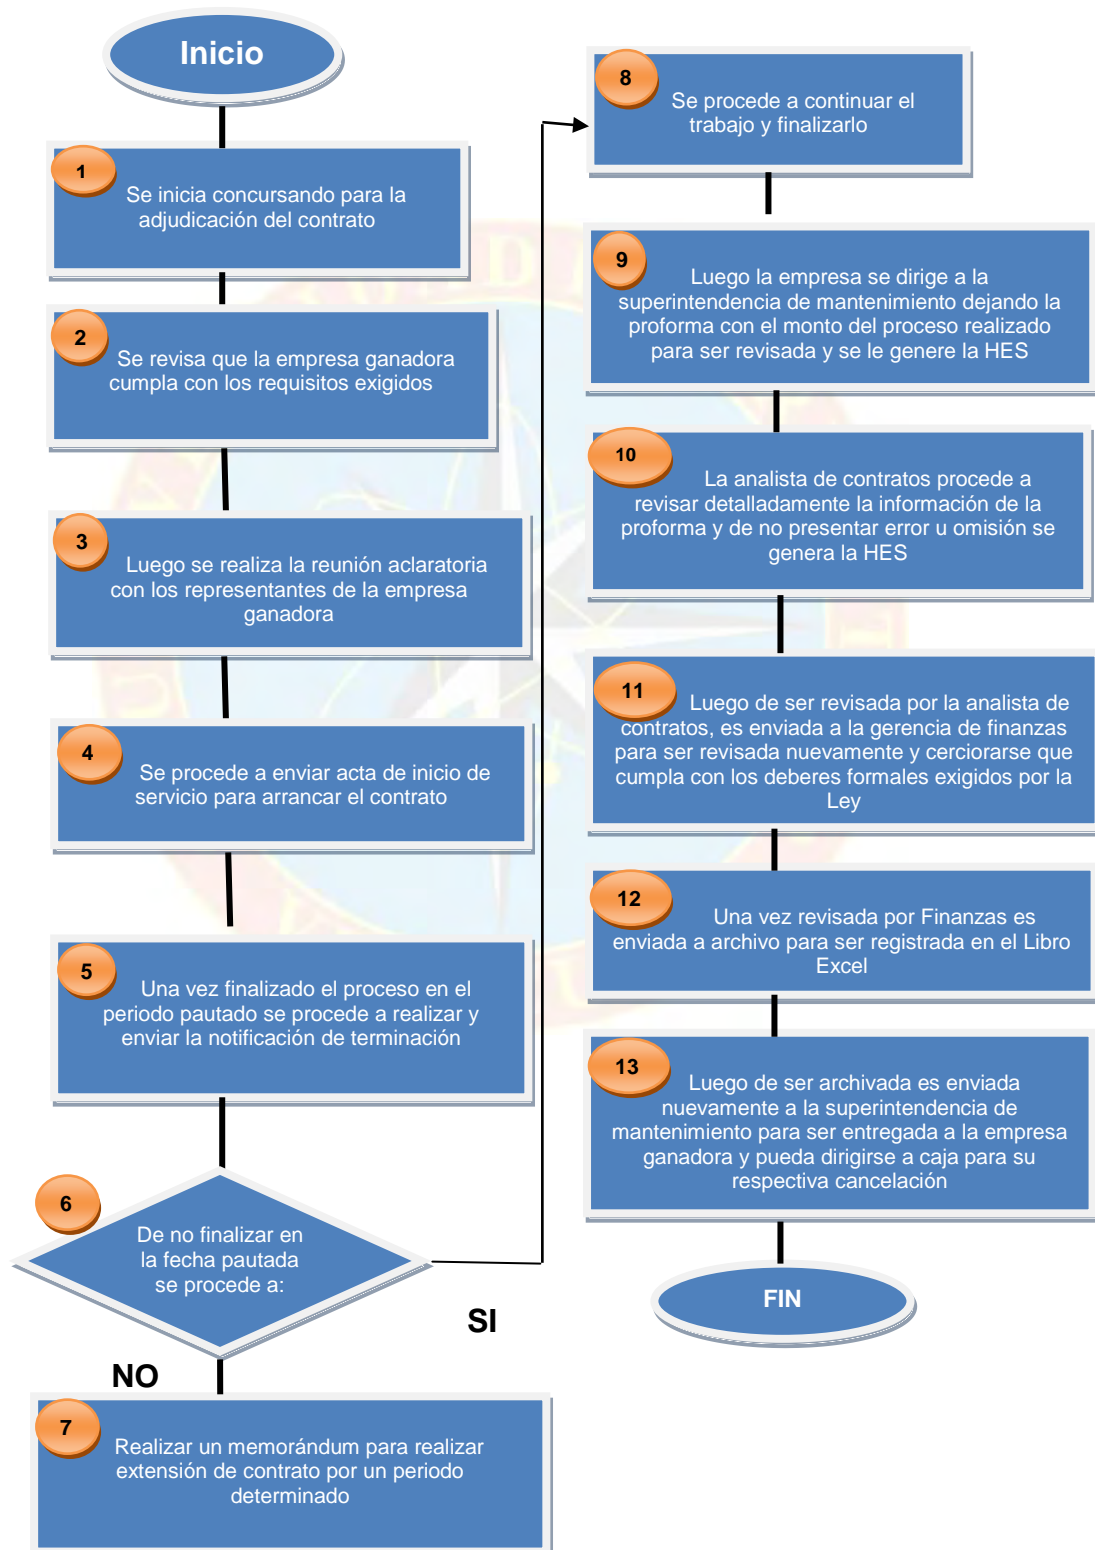 Inicio
1
Se inicia concursando para la
adjudicación del contrato
2
Se revisa que la empresa ganadora
cumpla con los requisitos exigidos
3
Luego se realiza la reunión aclaratoria
con los representantes de la empresa
ganadora
4
Se procede a enviar acta de inicio de
servicio para arrancar el contrato
5
Una vez finalizado el proceso en el
periodo pautado se procede a realizar y
enviar la notificación de terminación
6
De no finalizar en
la fecha pautada
se procede a:
SI
NO
7
Realizar un memorándum para realizar
extensión de contrato por un periodo
determinado
8
Se procede a continuar el
trabajo y finalizarlo
9
Luego la empresa se dirige a la
superintendencia de mantenimiento dejando la
proforma con el monto del proceso realizado
para ser revisada y se le genere la HES
10
La analista de contratos procede a
revisar detalladamente la información de la
proforma y de no presentar error u omisión se
genera la HES
11
Luego de ser revisada por la analista de
contratos, es enviada a la gerencia de finanzas
para ser revisada nuevamente y cerciorarse que
cumpla con los deberes formales exigidos por la
Ley
12
Una vez revisada por Finanzas es
enviada a archivo para ser registrada en el Libro
Excel
13
Luego de ser archivada es enviada
nuevamente a la superintendencia de
mantenimiento para ser entregada a la empresa
ganadora y pueda dirigirse a caja para su
respectiva cancelación
FIN